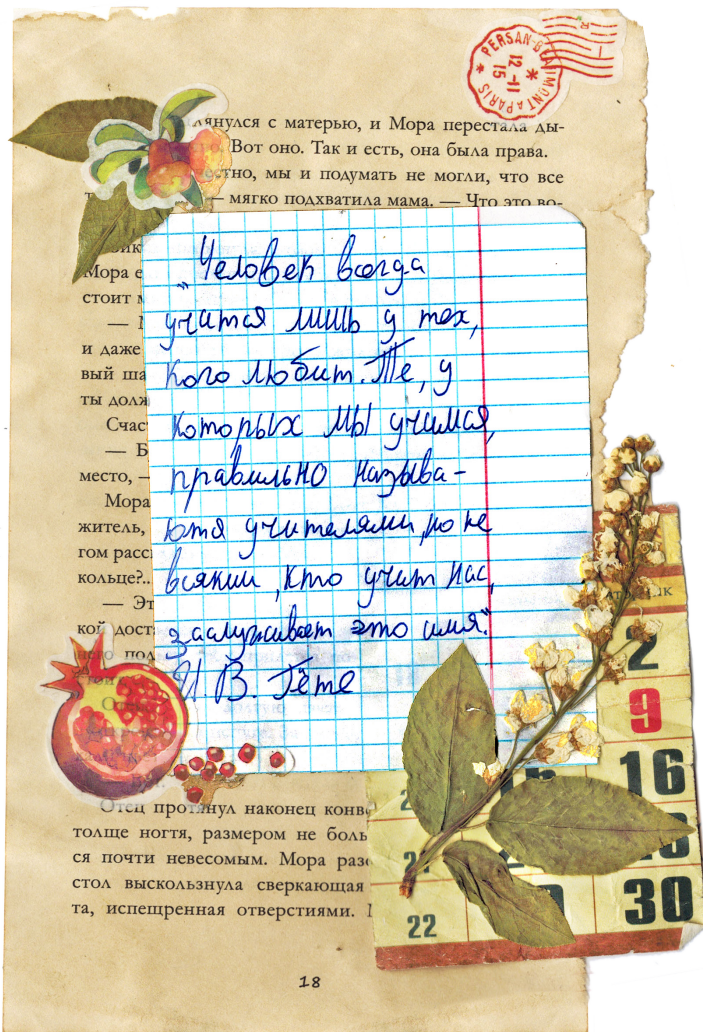 PERSAN-BEAUMONT A PARIS
12-11
15
лянулся с матерью, и Мора перестала ды-
Вот оно. Так и есть, она была права.
стно, мы и подумать не могли, что все
— мягко подхватила мама. — Что это во-
Мора е
стоит м
и даже
вый ша
ты долж
Счаст
— Б
место, —
Мора
житель,
гом расск
кольце?..
— Эт
кой доста
„Человек всегда
учится лишь у тех,
кого любит. Те, у
которых мы учимся,
правильно называ-
ются учителями, но не
всякий, кто учит нас,
заслуживает это имя."
И. В. Гёте
2
9
16
30
22
Отец протянул наконец конве
толще ногтя, размером не боль
ся почти невесомым. Мора разо
стол выскользнула сверкающая
та, испещренная отверстиями.
18